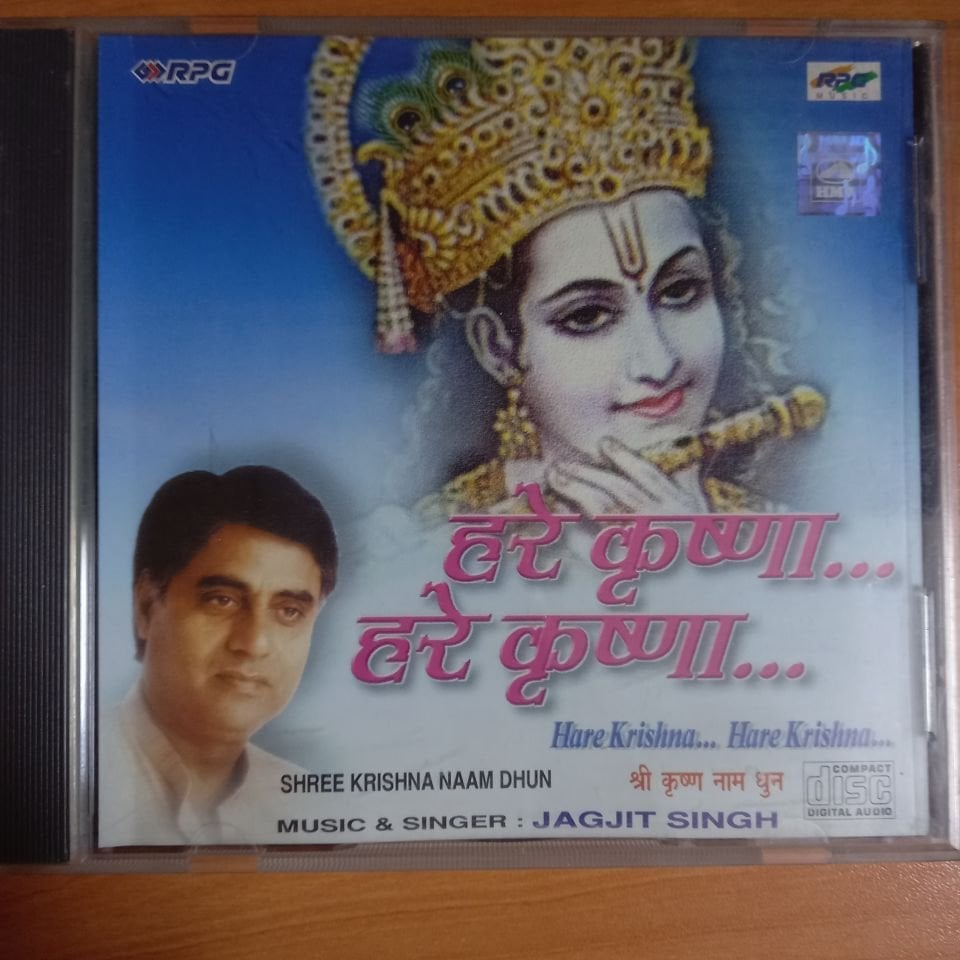 RPG
RPG
MUSIC
HMV
हरे कृष्णा...
हरे कृष्णा...
Hare Krishna... Hare Krishna...
SHREE KRISHNA NAAM DHUN श्री कृष्ण नाम धुन
MUSIC & SINGER : JAGJIT SINGH
COMPACT
disc
DIGITAL AUDIO